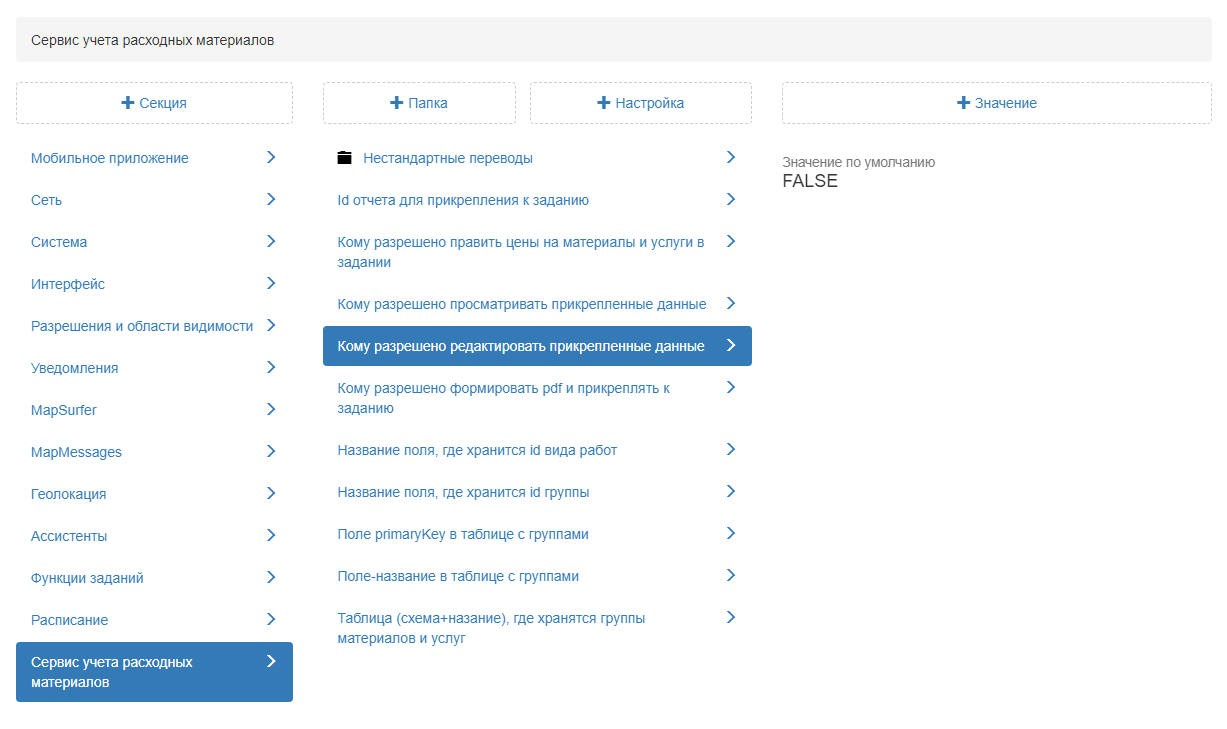 Сервис учета расходных материалов
Секция
Папка
Настройка
Значение
Мобильное приложение
Сеть
Система
Интерфейс
Разрешения и области видимости
Уведомления
MapSurfer
MapMessages
Геолокация
Ассистенты
Функции заданий
Расписание
Сервис учета расходных
материалов
Нестандартные переводы
Id отчета для прикрепления к заданию
Кому разрешено править цены на материалы и услуги в
задании
Кому разрешено просматривать прикрепленные данные
Кому разрешено редактировать прикрепленные данные
Кому разрешено формировать pdf и прикреплять к
заданию
Название поля, где хранится id вида работ
Название поля, где хранится id группы
Поле primaryKey в таблице с группами
Поле-название в таблице с группами
Таблица (схема+назание), где хранятся группы
материалов и услуг
Значение по умолчанию
FALSE